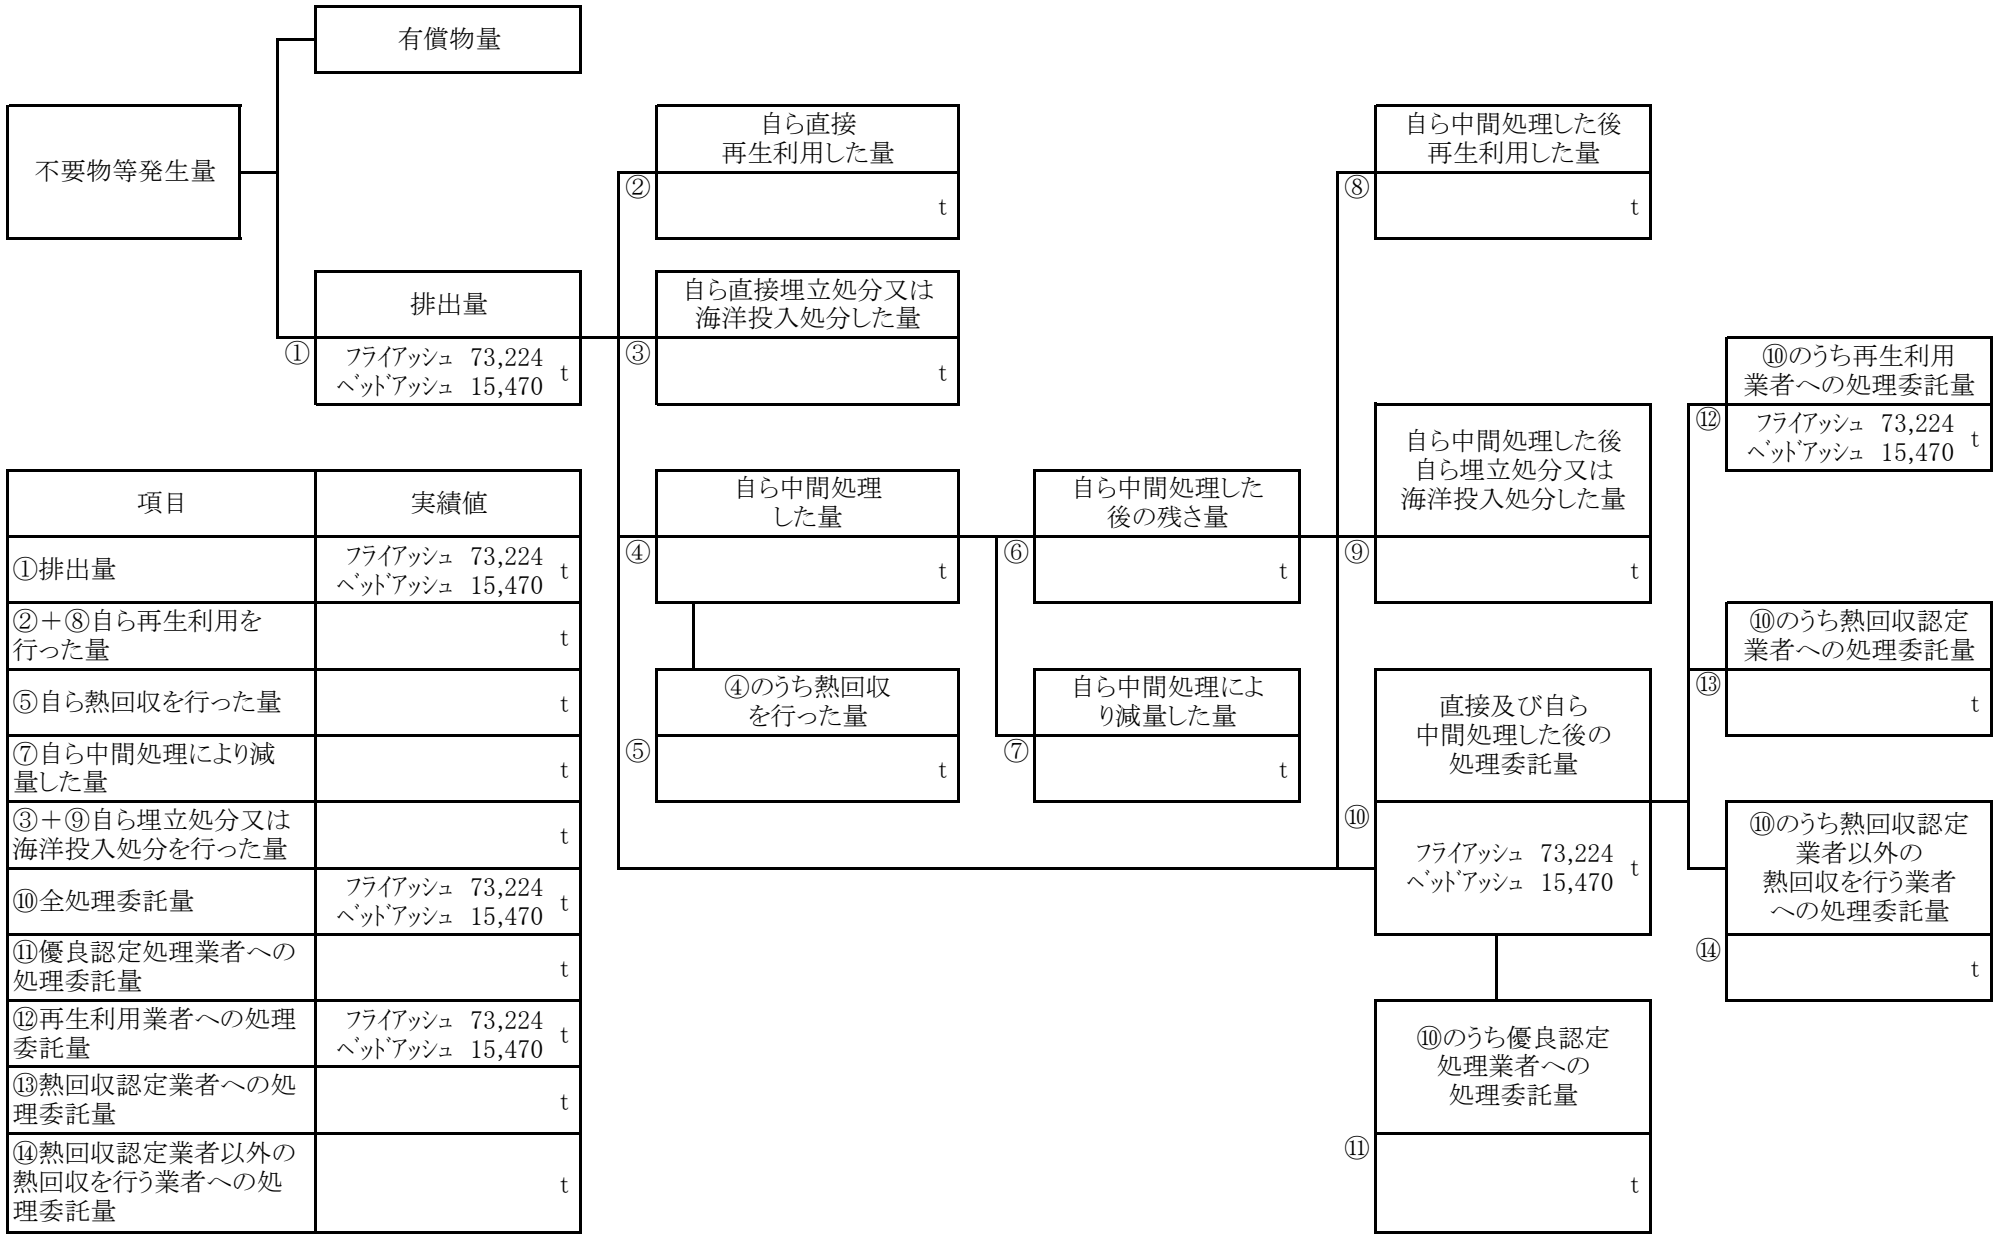 有償物量
不要物等発生量
排出量
①
フライアッシュ 73,224
ベッドアッシュ 15,470
t
自ら直接
再生利用した量
②
t
自ら直接埋立処分又は
海洋投入処分した量
③
t
自ら中間処理
した量
④
t
④のうち熱回収
を行った量
⑤
t
自ら中間処理した
後の残さ量
⑥
t
自ら中間処理によ
り減量した量
⑦
t
自ら中間処理した後
再生利用した量
⑧
t
自ら中間処理した後
自ら埋立処分又は
海洋投入処分した量
⑨
t
直接及び自ら
中間処理した後の
処理委託量
⑩
フライアッシュ 73,224
ベッドアッシュ 15,470
t
⑩のうち優良認定
処理業者への
処理委託量
⑪
t
⑩のうち再生利用
業者への処理委託量
⑫
フライアッシュ 73,224
ベッドアッシュ 15,470
t
⑩のうち熱回収認定
業者への処理委託量
⑬
t
⑩のうち熱回収認定
業者以外の
熱回収を行う業者
への処理委託量
⑭
t
項目 実績値
①排出量
フライアッシュ 73,224
ベッドアッシュ 15,470
t
②＋⑧自ら再生利用を
行った量
t
⑤自ら熱回収を行った量
t
⑦自ら中間処理により減
量した量
t
③＋⑨自ら埋立処分又は
海洋投入処分を行った量
t
⑩全処理委託量
フライアッシュ 73,224
ベッドアッシュ 15,470
t
⑪優良認定処理業者への
処理委託量
t
⑫再生利用業者への処理
委託量
フライアッシュ 73,224
ベッドアッシュ 15,470
t
⑬熱回収認定業者への処
理委託量
t
⑭熱回収認定業者以外の
熱回収を行う業者への処
理委託量
t